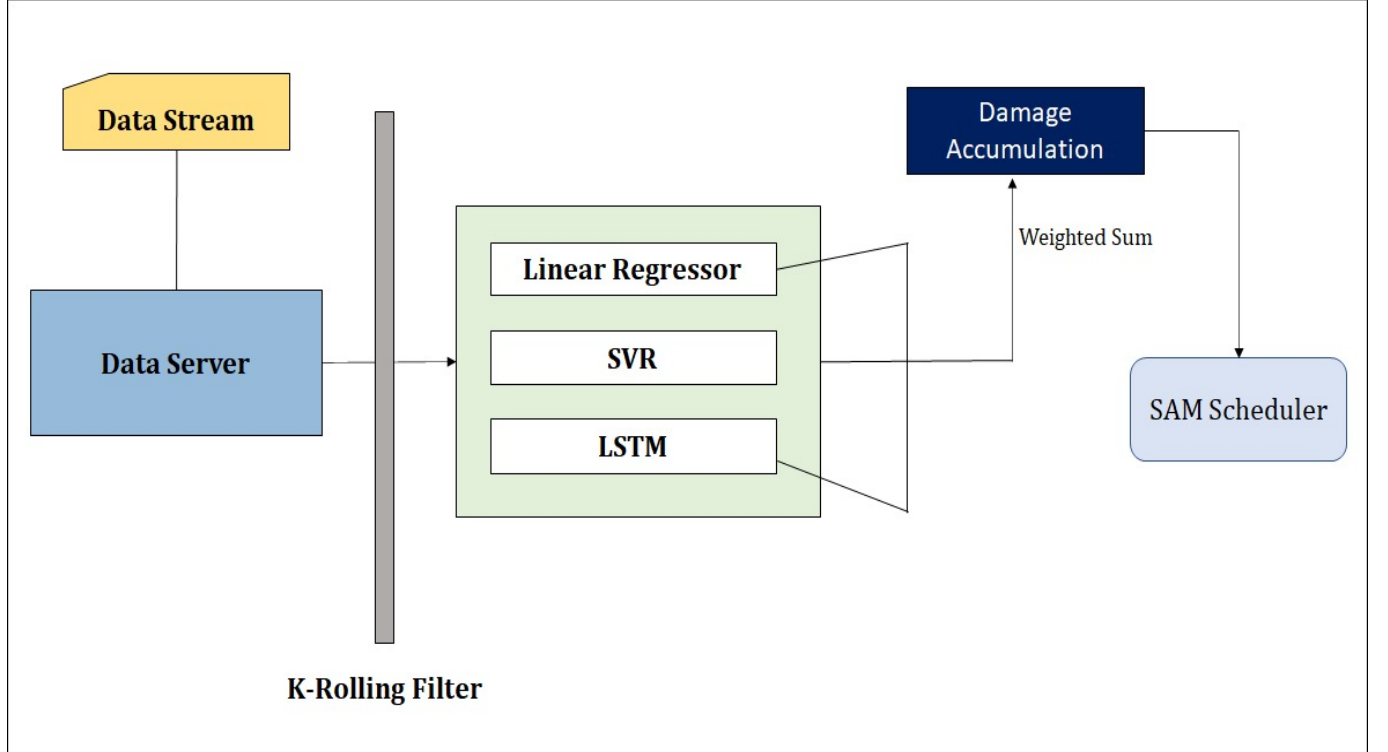 Data Stream
Damage
Accumulation
Weighted Sum
Linear Regressor
Data Server
SVR
SAM Scheduler
LSTM
K-Rolling Filter